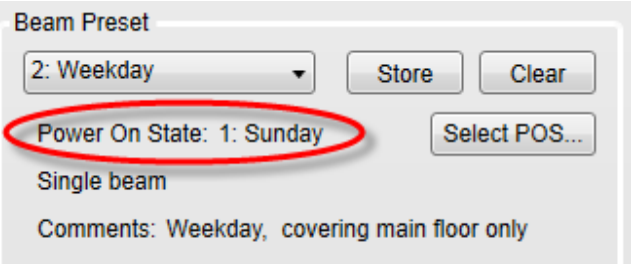 Beam Preset
2: Weekday Store Clear
Power On State: 1: Sunday Select POS...
Single beam
Comments: Weekday, covering main floor only